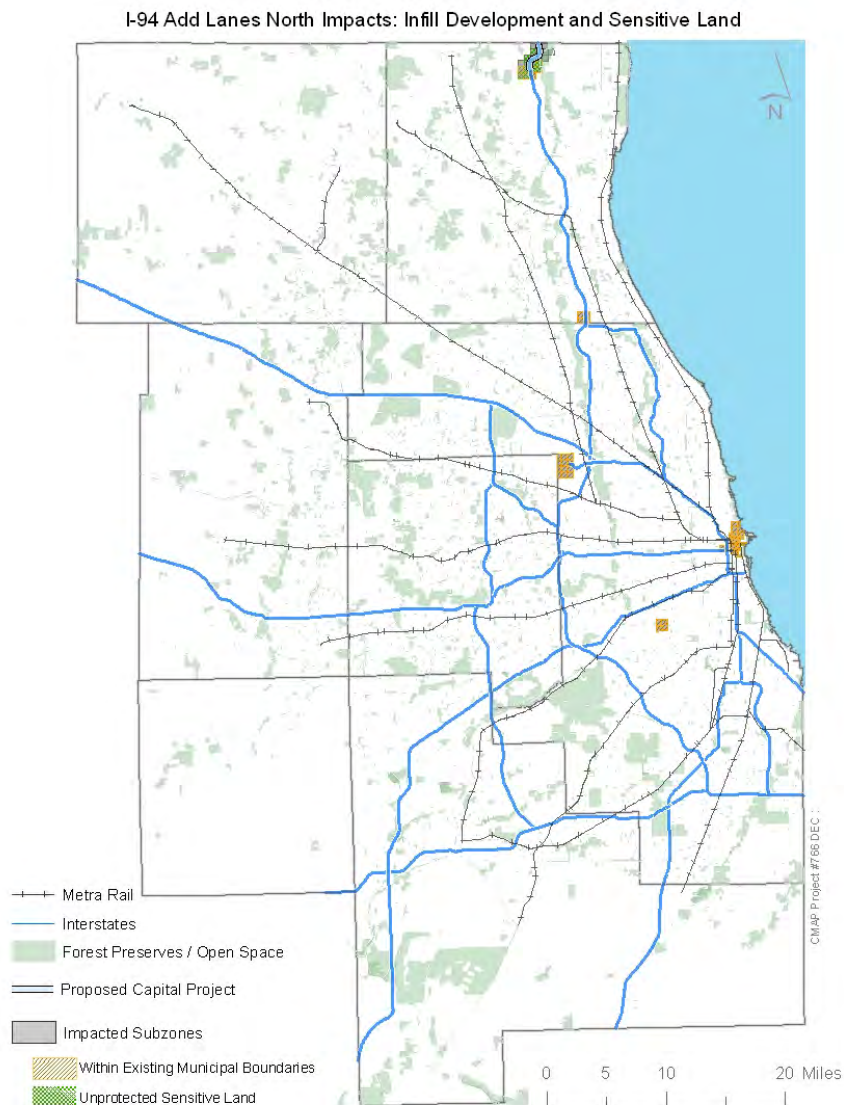 I-94 Add Lanes North Impacts: Infill Development and Sensitive Land
N
Metra Rail
Interstates
Forest Preserves / Open Space
Proposed Capital Project
Impacted Subzones
Within Existing Municipal Boundaries
Unprotected Sensitive Land
0 5 10 20 Miles
CMAP Project #766 DEC :